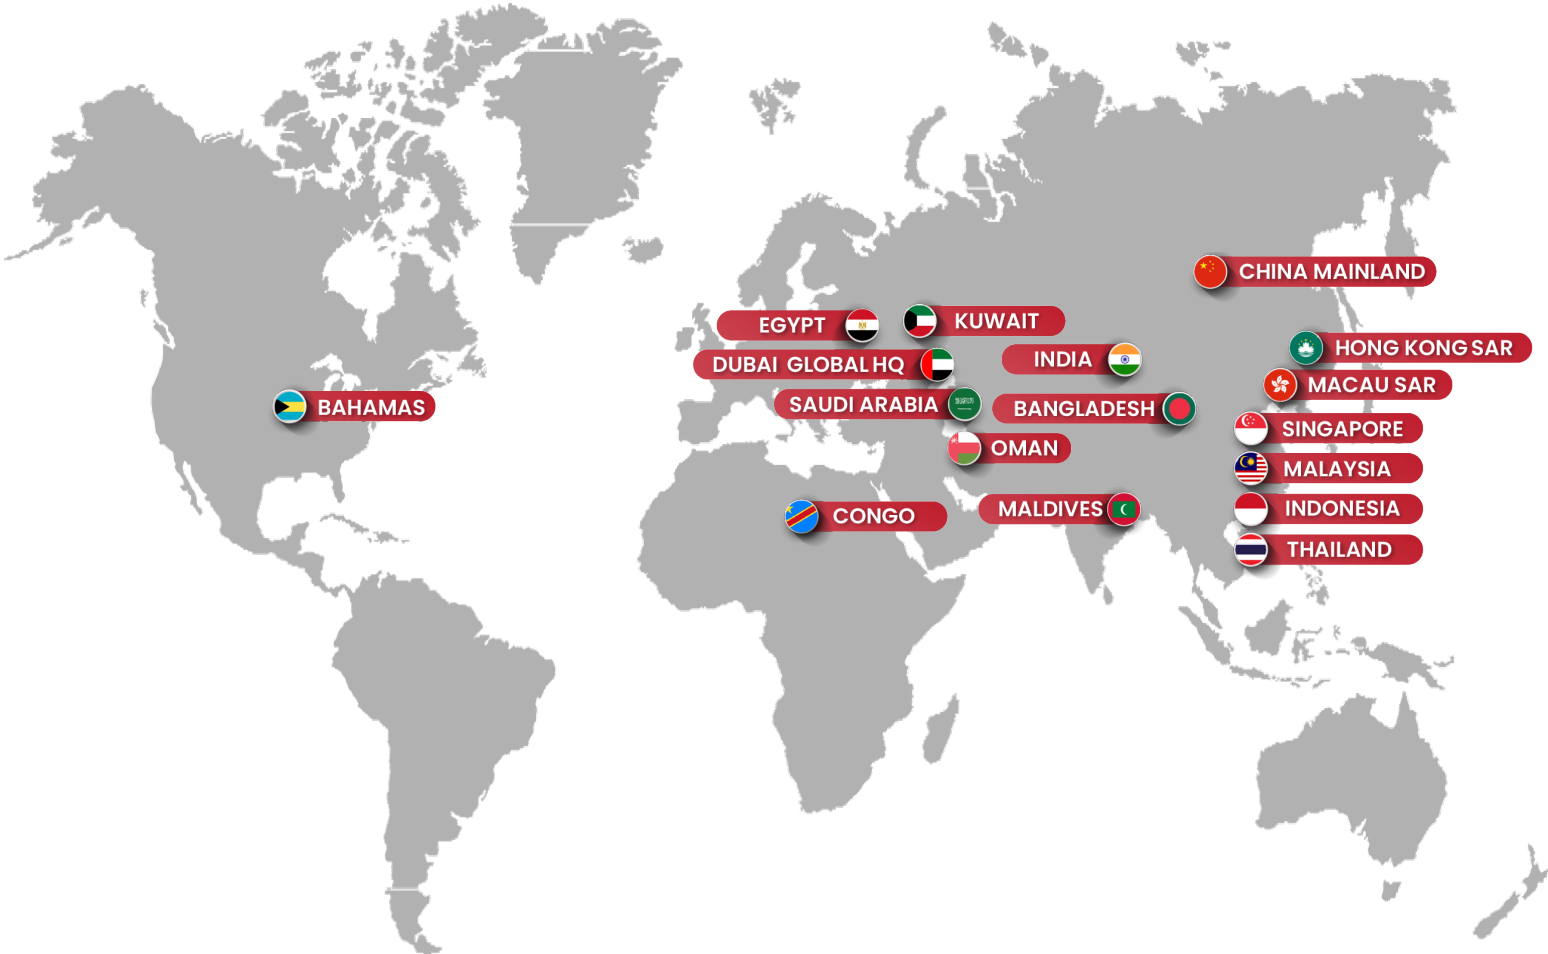 CHINA MAINLAND
EGYPT
KUWAIT
HONG KONG SAR
DUBAI GLOBAL HQ
INDIA
MACAU SAR
BAHAMAS
SAUDI ARABIA
BANGLADESH
SINGAPORE
OMAN
MALAYSIA
CONGO
MALDIVES
INDONESIA
THAILAND